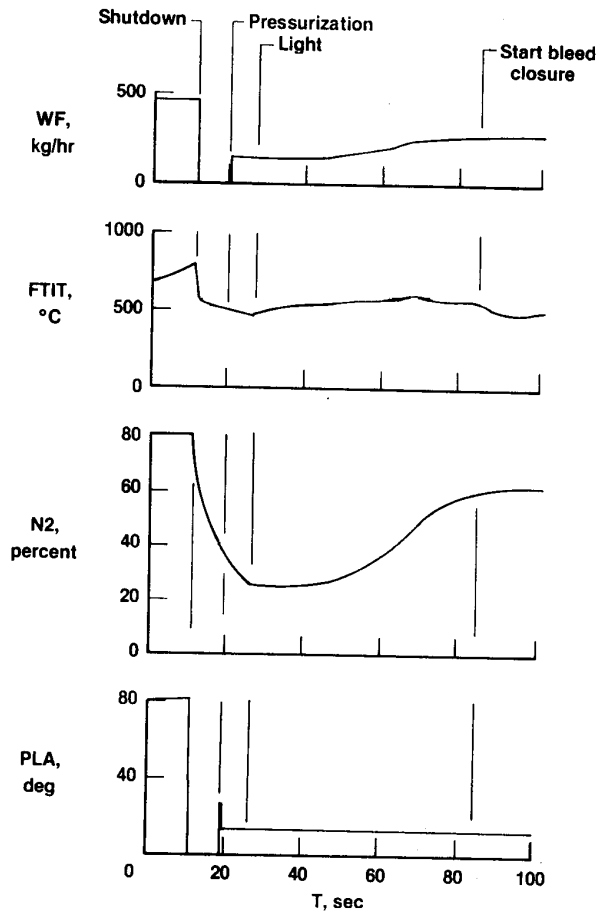 Shutdown
Pressurization
Light
Start bleed
closure
500
WF,
kg/hr
0
1000
FTIT,
°C
500
0
80
60
N2,
percent
40
20
0
80
PLA,
deg
40
0
20
40
60
80
100
T, sec